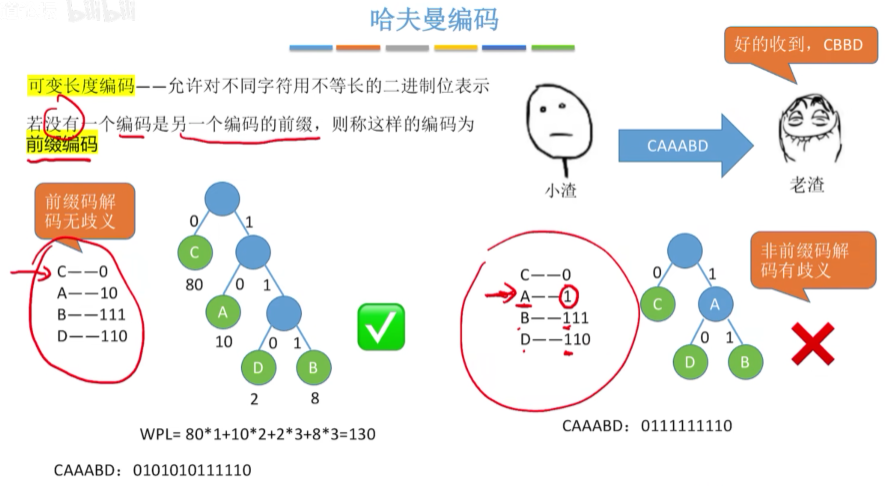 bilibili
哈夫曼编码
好的收到，CBBD
可变长度编码——允许对不同字符用不等长的二进制位表示
若没有一个编码是另一个编码的前缀，则称这样的编码为
前缀编码
CAAABD
小渣
老渣
前缀码解
码无歧义
C——0
A——10
B——111
D——110
0
1
C
80
0
1
A
10
0
1
D
B
2
8
WPL= 80*1+10*2+2*3+8*3=130
CAAABD：0101010111110
C——0
A——1
B——111
D——110
0
1
C
A
0
1
D
B
非前缀码解
码有歧义
CAAABD：0111111110